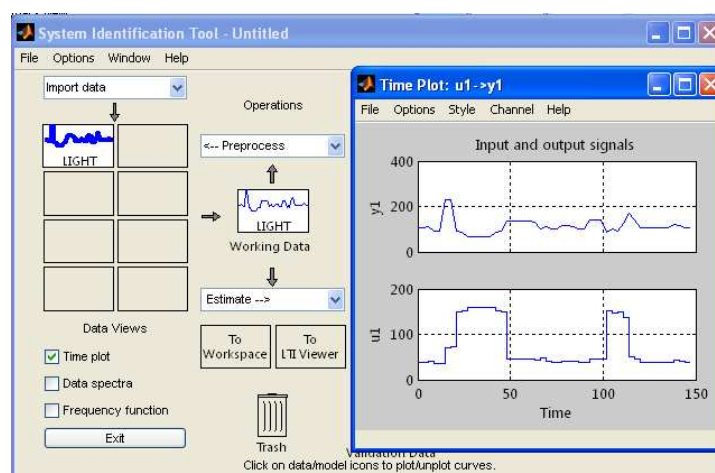 System Identification Tool - Untitled
File Options Window Help
Import data
LIGHT
Operations
<-- Preprocess
LIGHT
Working Data
Estimate -->
Data Views
Time plot
Data spectra
Frequency function
Exit
To Workspace
To LTI Viewer
Trash
Validation Data
Click on data/model icons to plot/unplot curves.
Time Plot: u1->y1
File Options Style Channel Help
Input and output signals
400
200
0
y1
200
100
0
u1
0 50 100 150
Time